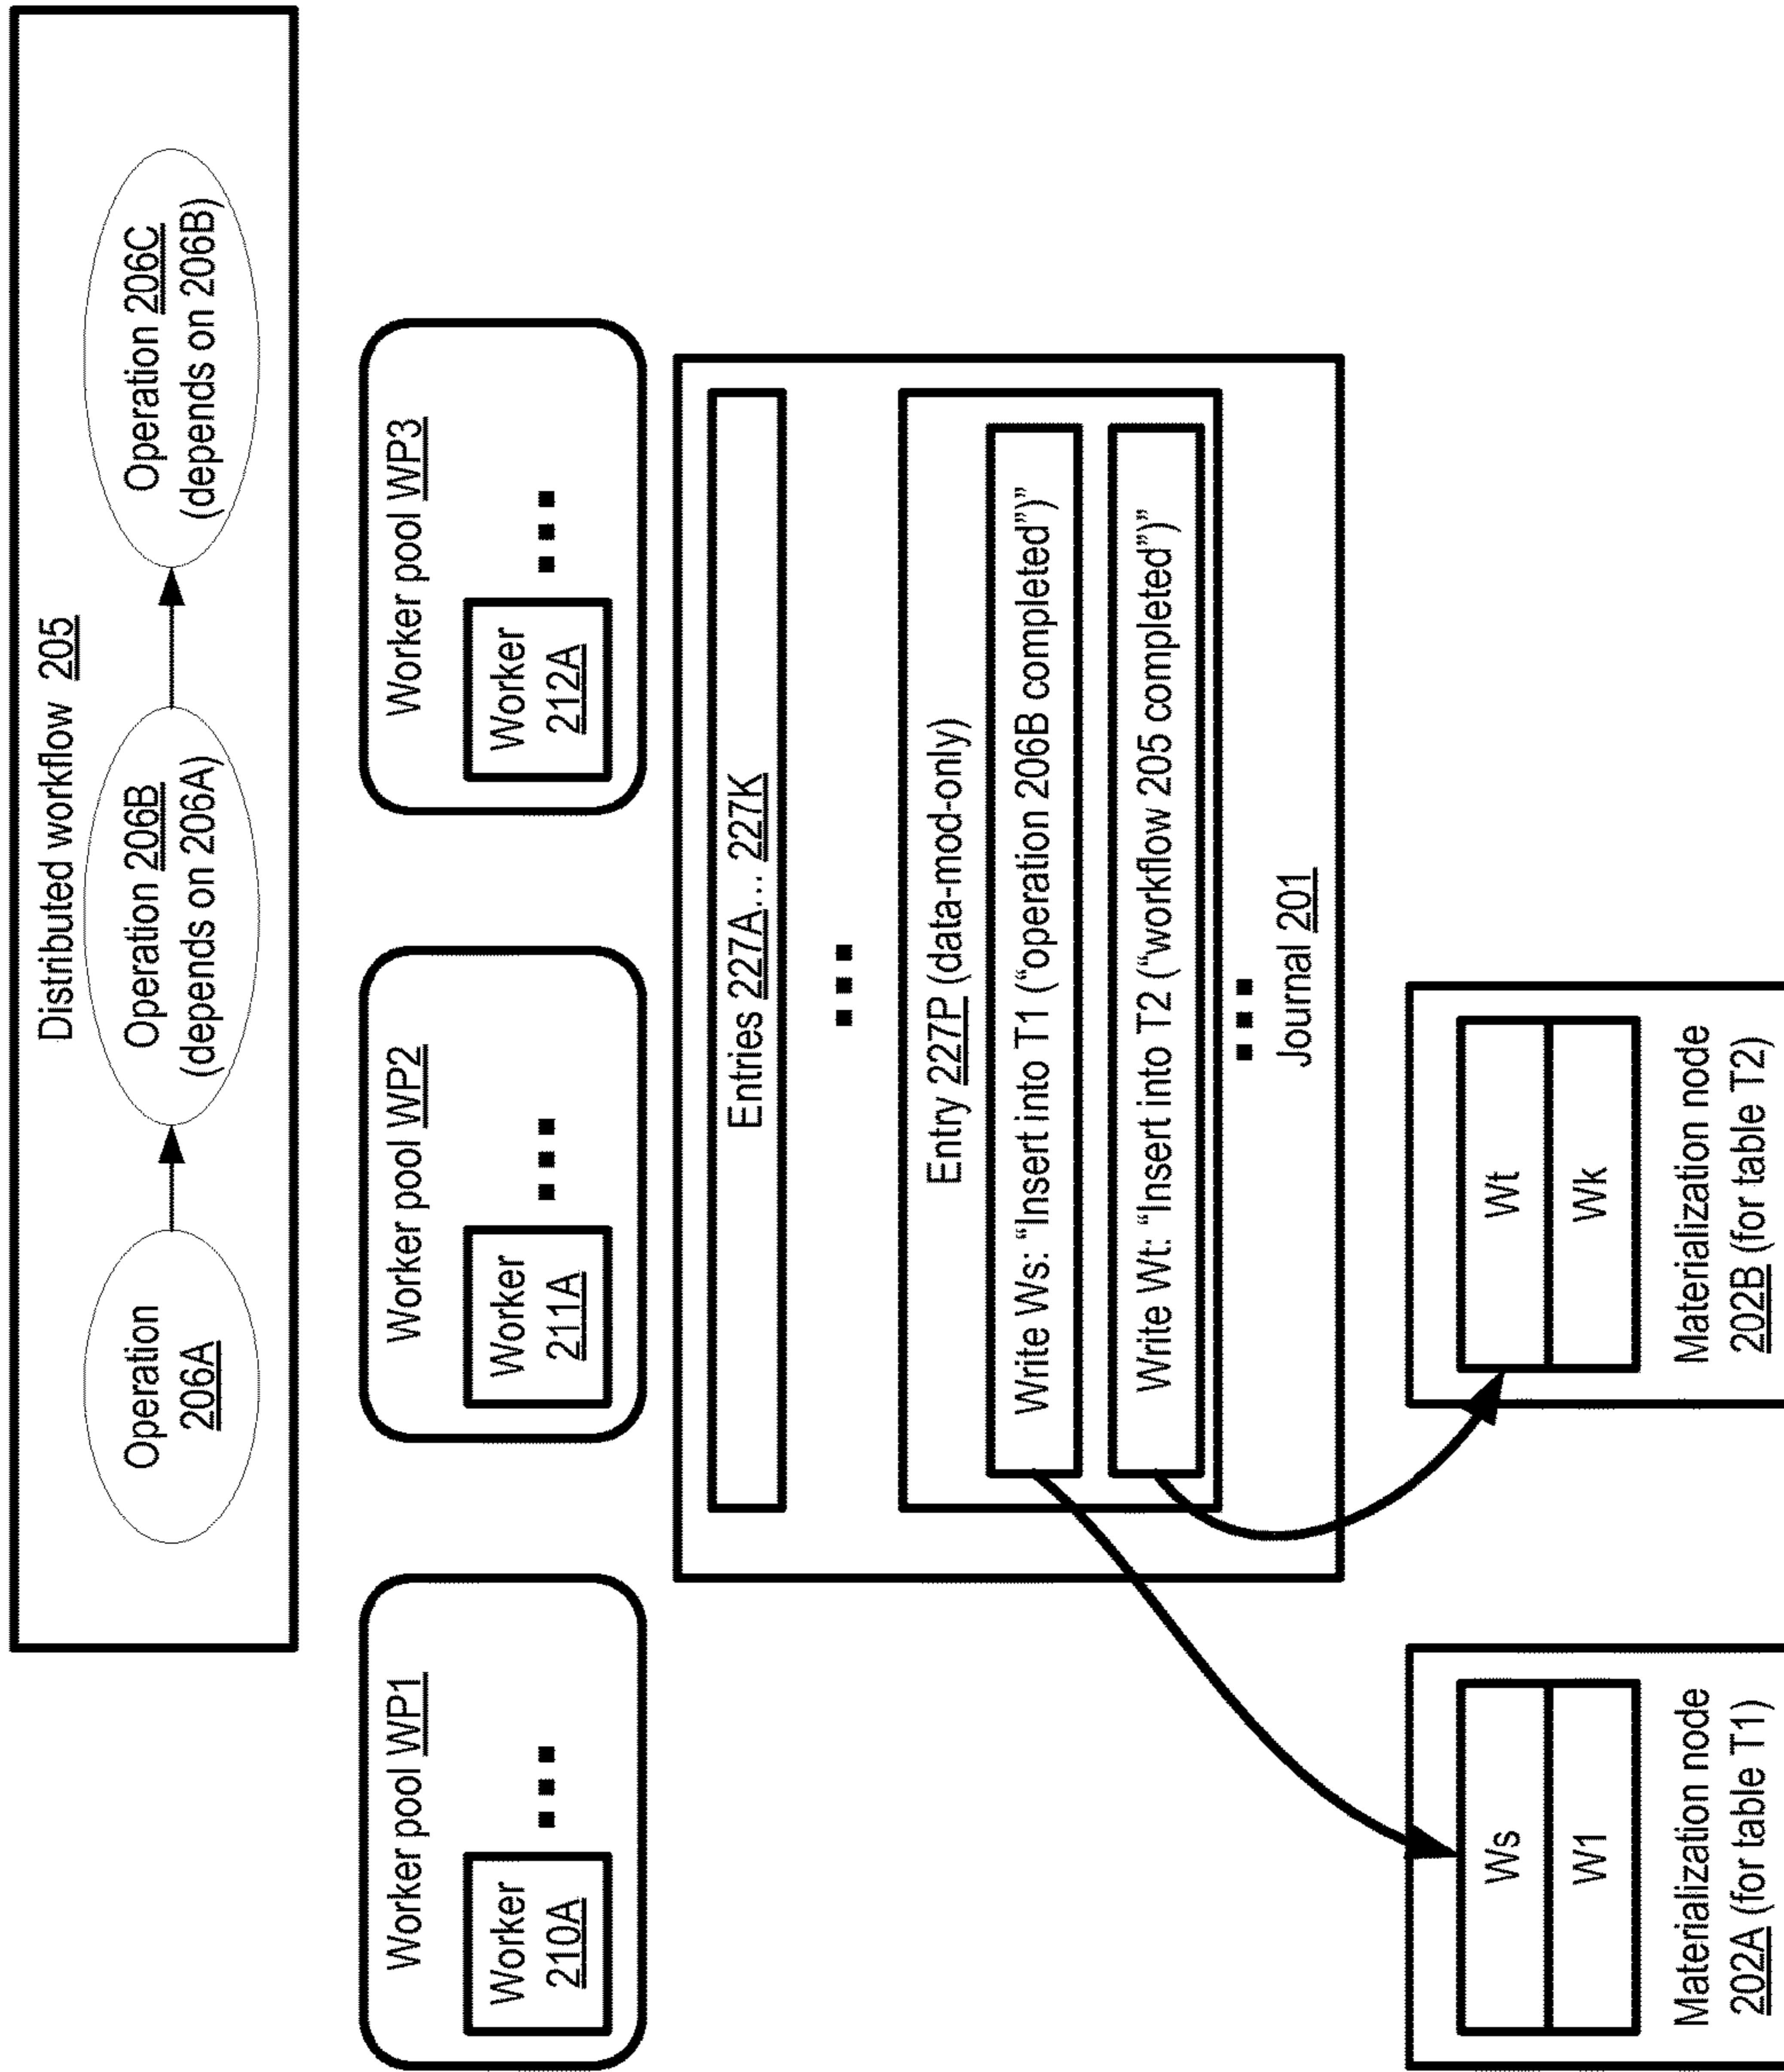 Distributed workflow 205
Operation
206A
Operation 206B
(depends on 206A)
Operation 206C
(depends on 206B)
Worker pool WP1
Worker
210A
Worker pool WP2
Worker
211A
Worker pool WP3
Worker
212A
Entries 227A… 227K
Entry 227P (data-mod-only)
Write Ws: “Insert into T1 (“operation 206B completed”)”
Write Wt: “Insert into T2 (“workflow 205 completed”)”
Journal 201
Ws
W1
Materialization node
202A (for table T1)
Wt
Wk
Materialization node
202B (for table T2)